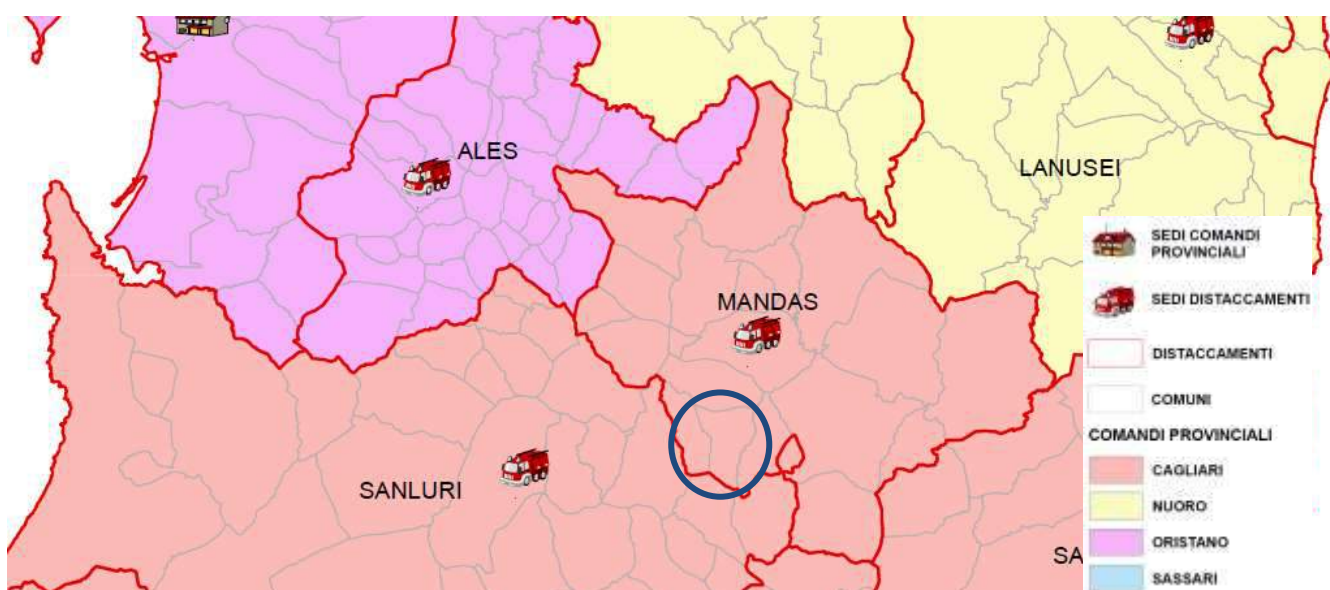 ALES
LANUSEI
MANDAS
SANLURI
SA
SEDI COMANDI
PROVINCIALI
SEDI DISTACCAMENTI
DISTACCAMENTI
COMUNI
COMANDI PROVINCIALI
CAGLIARI
NUORO
ORISTANO
SASSARI